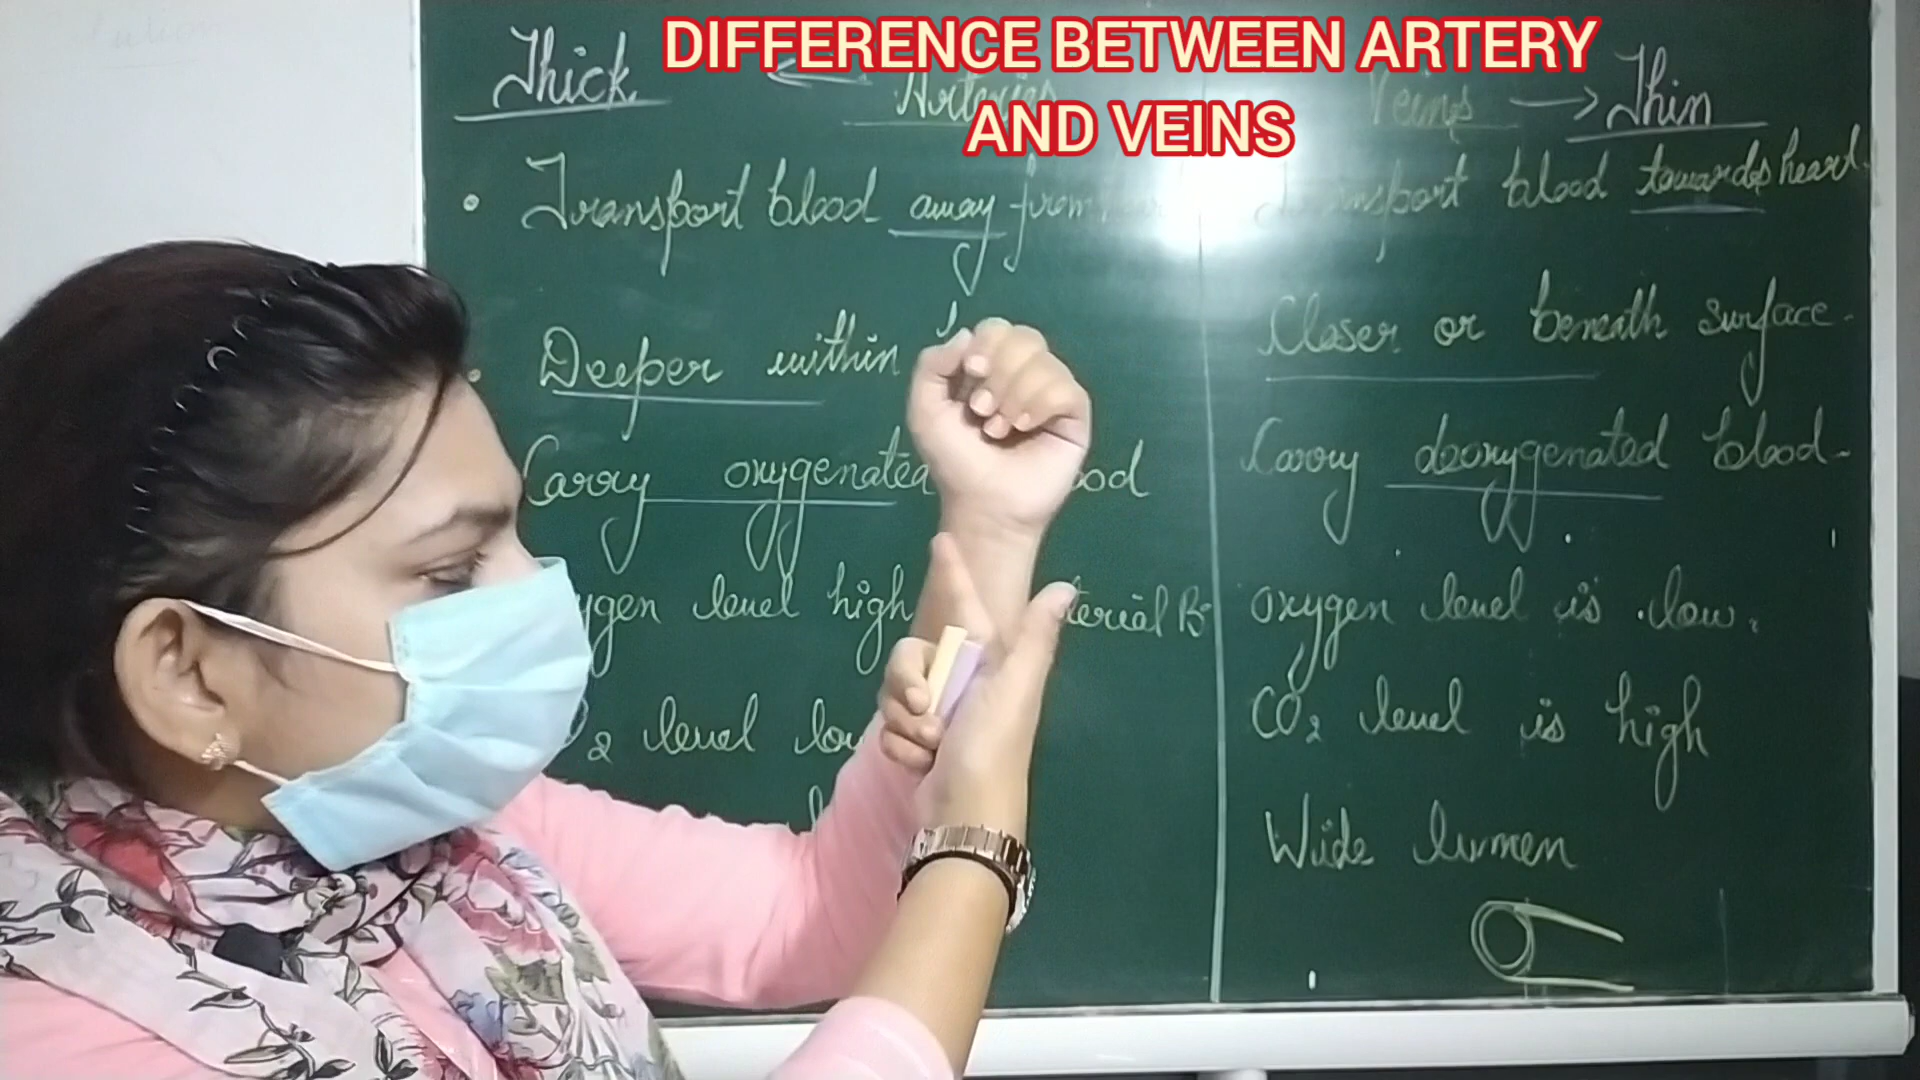 DIFFERENCE BETWEEN ARTERY
AND VEINS
Thick ← Arteries
Veins → Thin
• Transport blood away from
Transport blood towards heart.
• Deeper within
Closer or beneath surface.
Carry oxygenated
Carry deoxygenated blood.
level high
Oxygen level is low.
level
CO2 level is high
Wide lumen